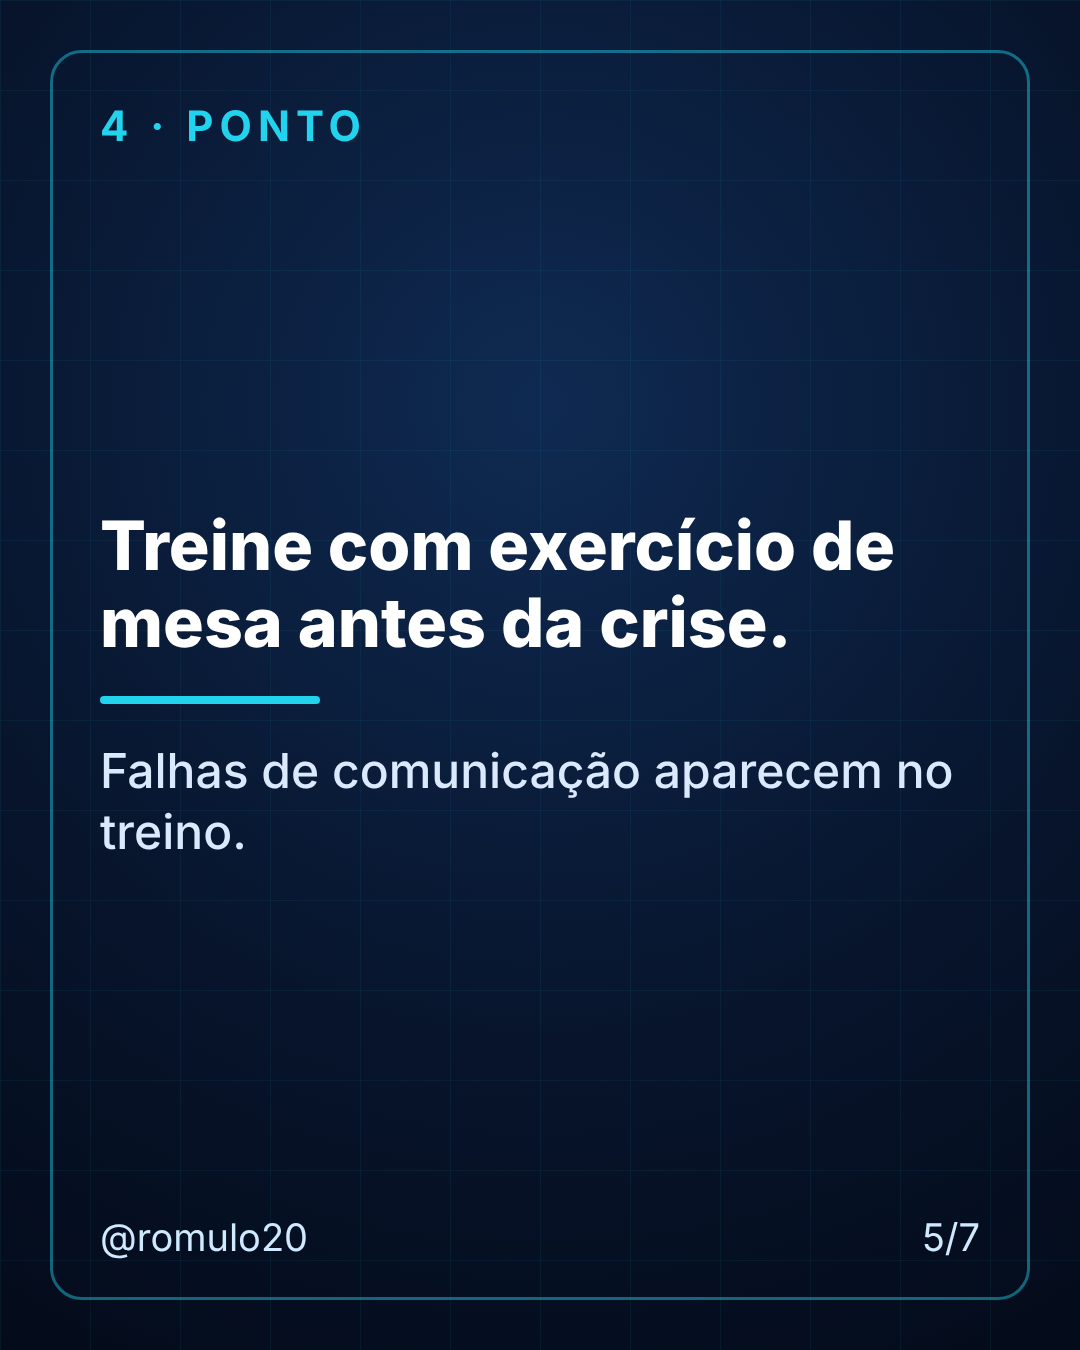 4 · PONTO
Treine com exercício de
mesa antes da crise.
Falhas de comunicação aparecem no
treino.
@romulo20
5/7